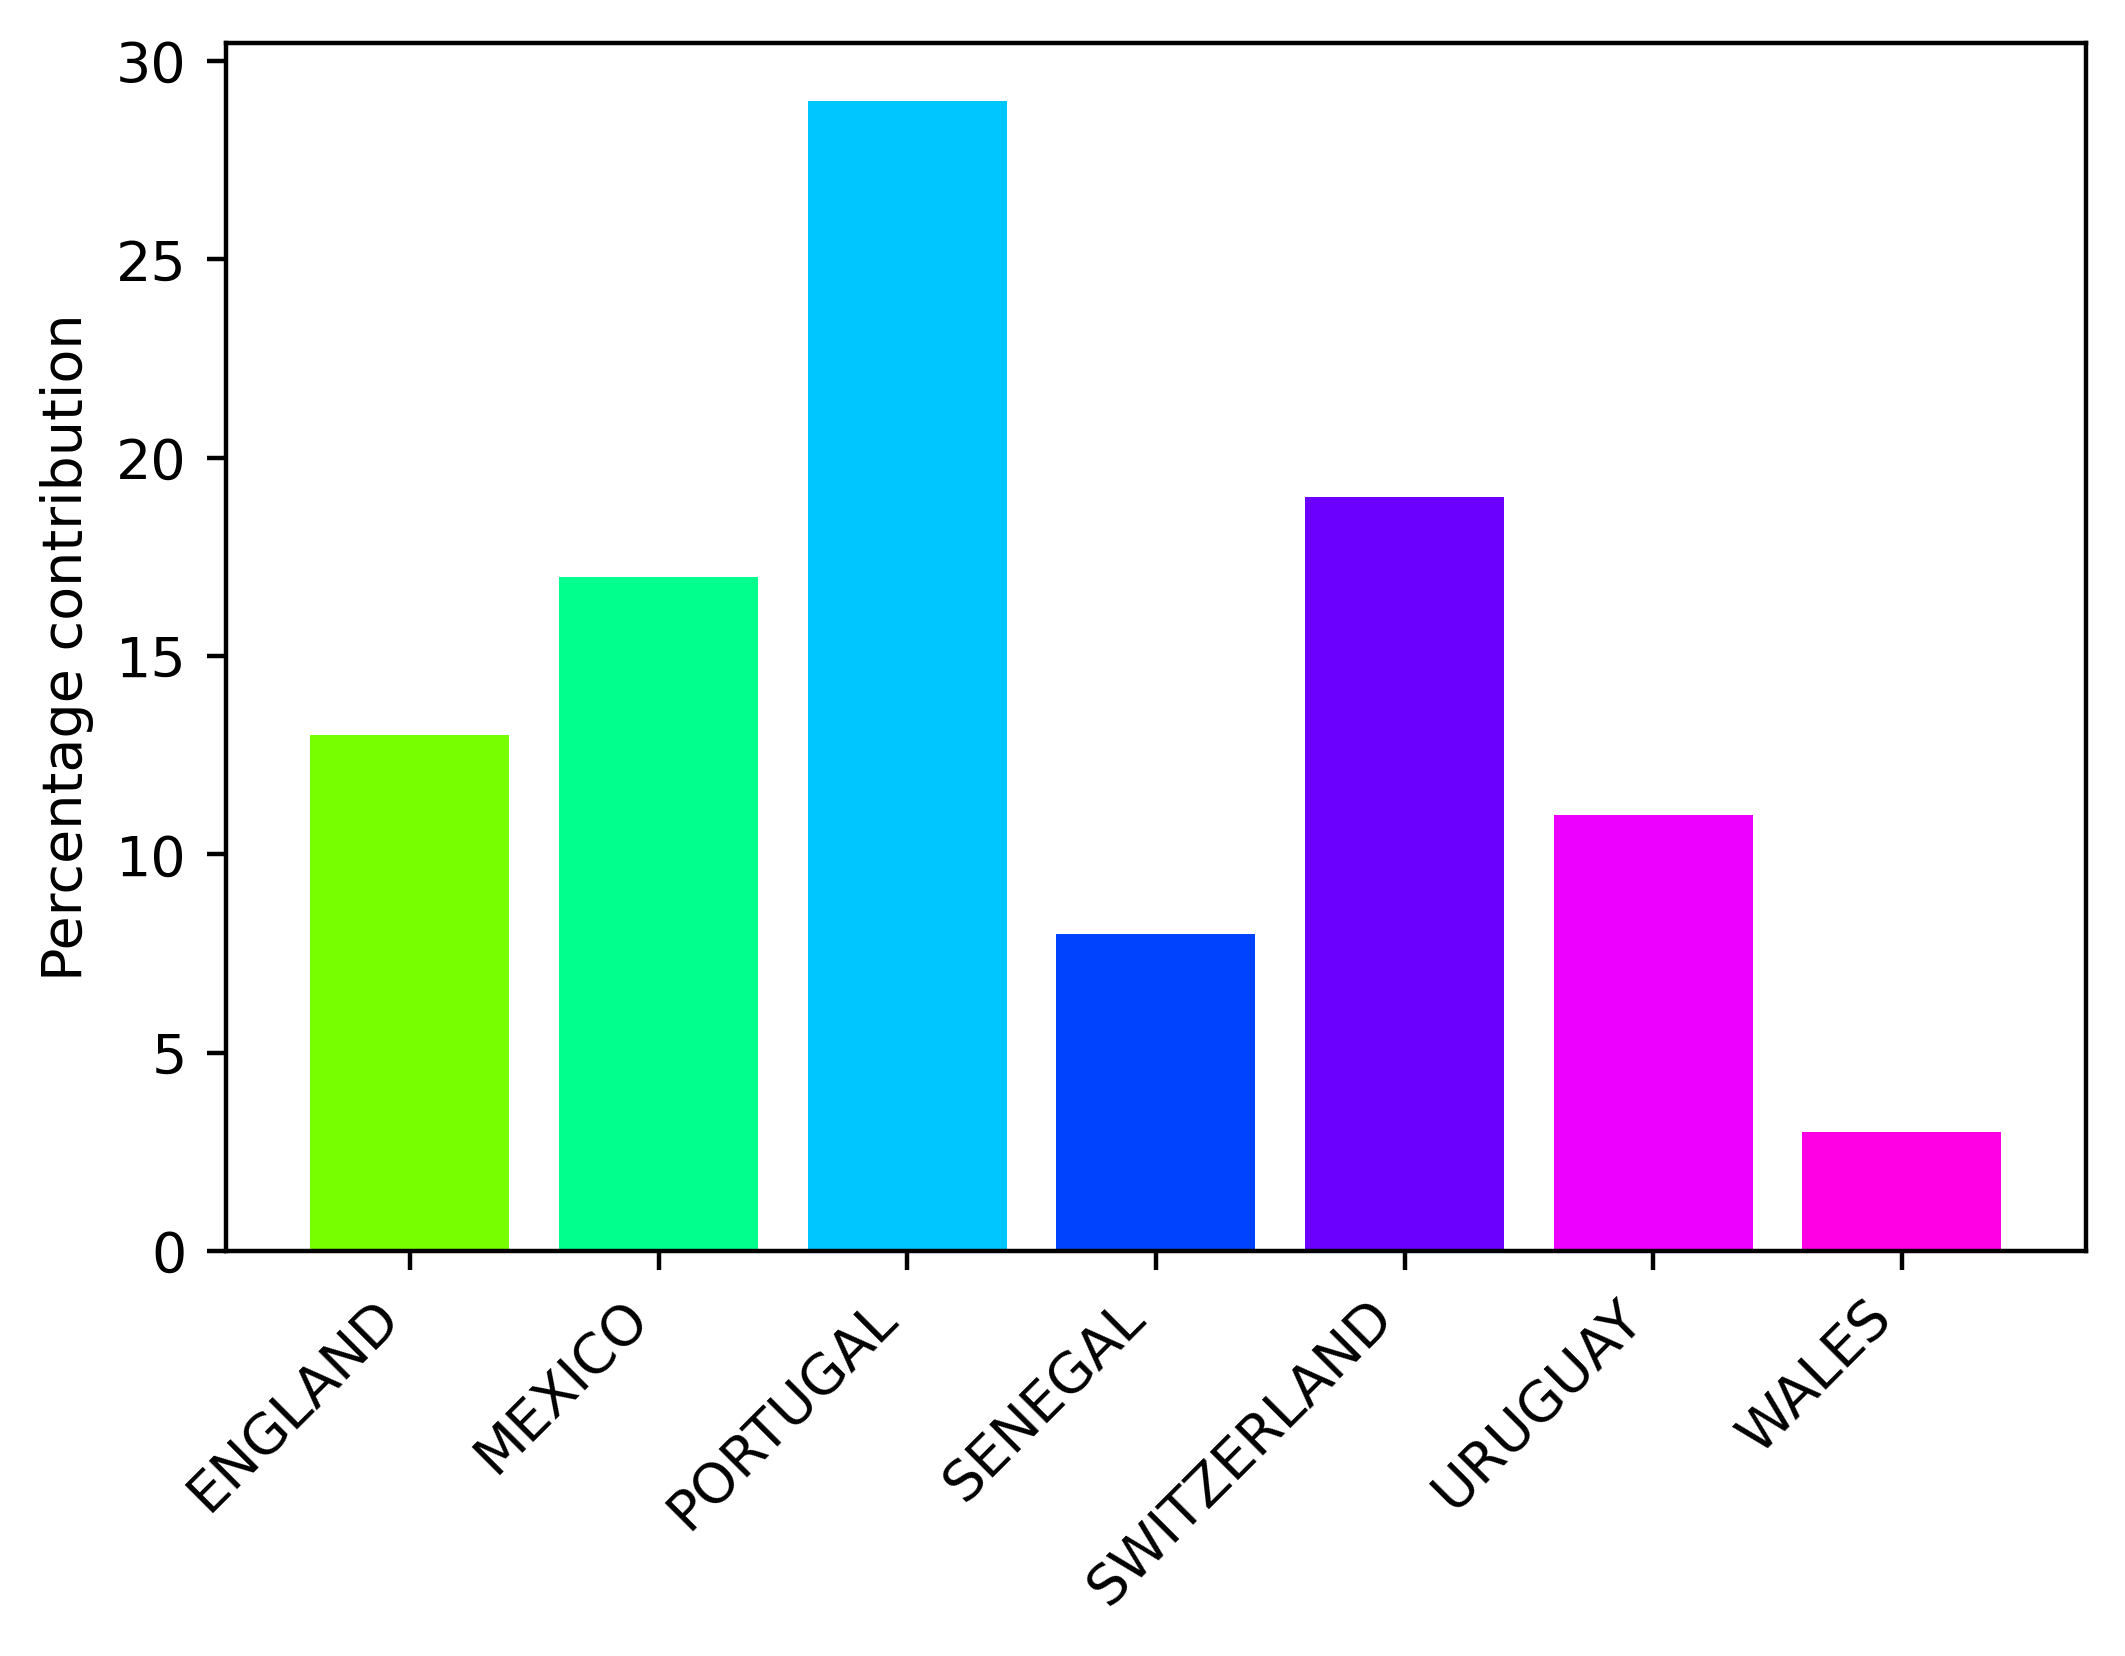 Percentage contribution
30
25
20
15
10
5
0
ENGLAND
MEXICO
PORTUGAL
SENEGAL
SWITZERLAND
URUGUAY
WALES